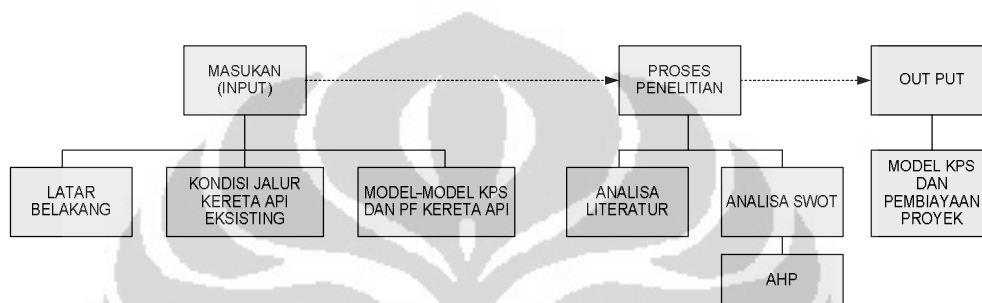 MASUKAN
(INPUT)
PROSES
PENELITIAN
OUT PUT
LATAR
BELAKANG
KONDISI JALUR
KERETA API
EKSISTING
MODEL-MODEL KPS
DAN PF KERETA API
ANALISA
LITERATUR
ANALISA SWOT
MODEL KPS
DAN
PEMBIAYAAN
PROYEK
AHP